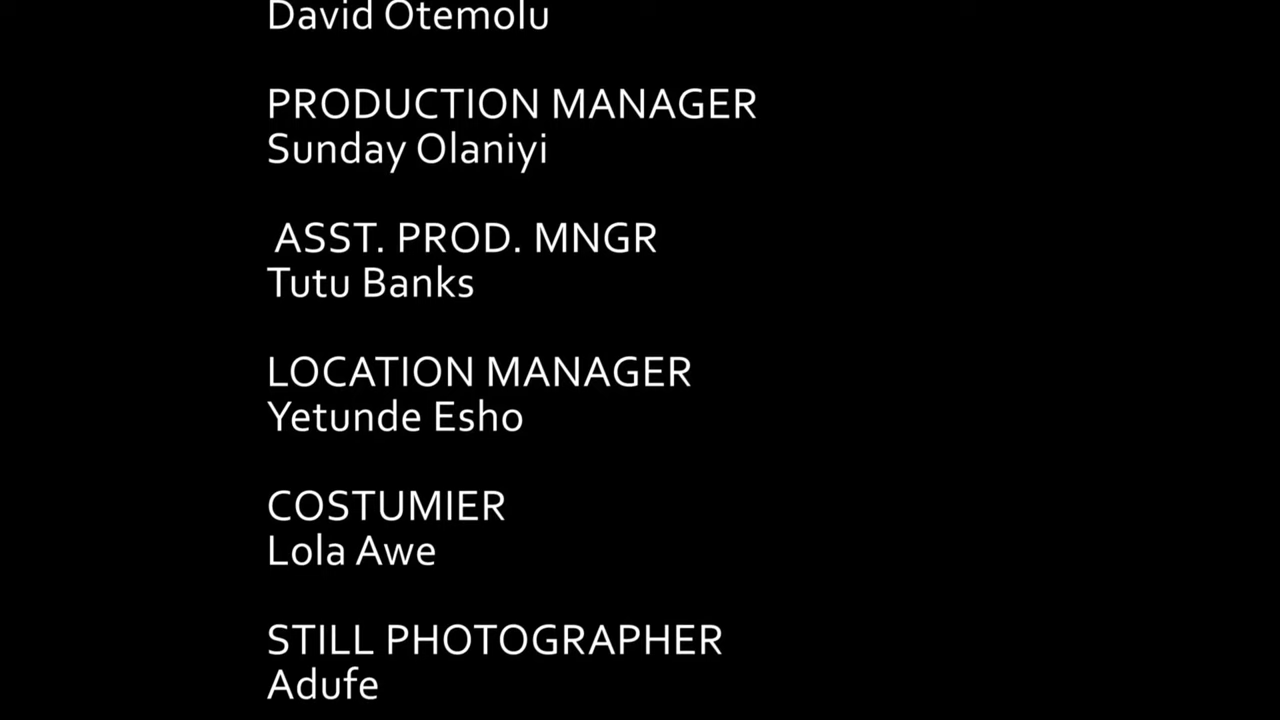 David Otemolu
PRODUCTION MANAGER
Sunday Olaniyi
ASST. PROD. MNGR
Tutu Banks
LOCATION MANAGER
Yetunde Esho
COSTUMIER
Lola Awe
STILL PHOTOGRAPHER
Adufe